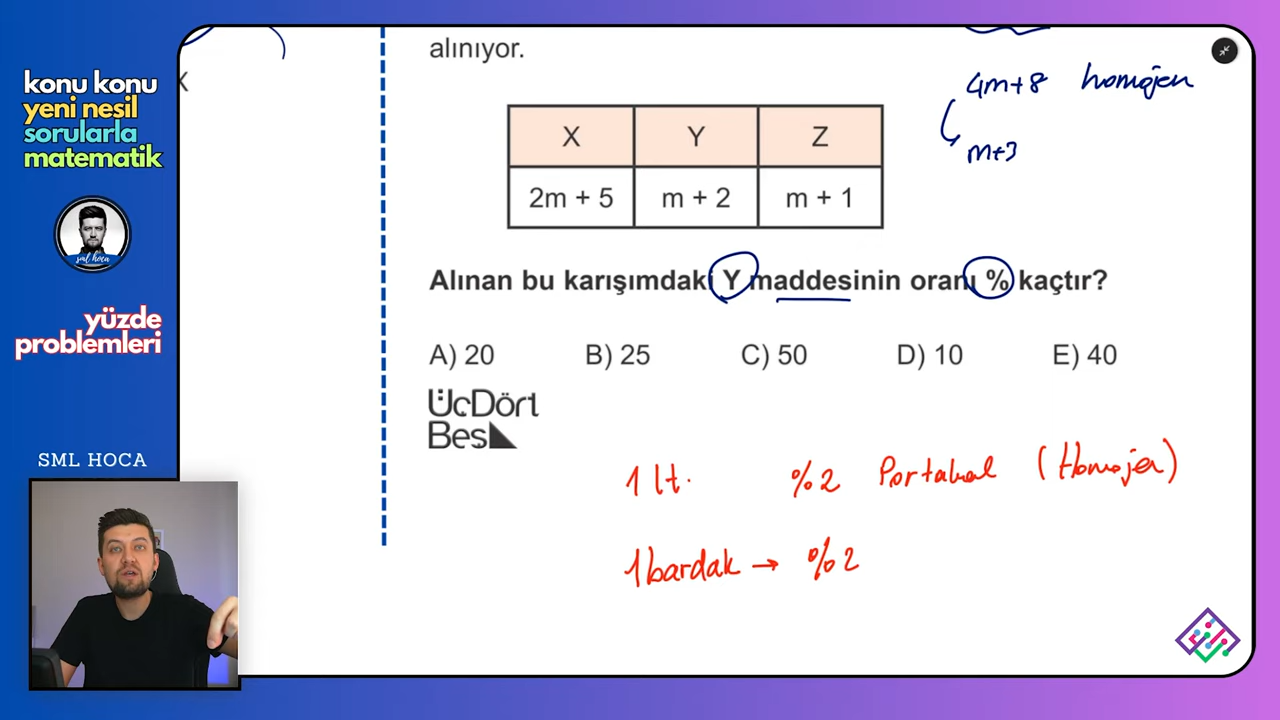 konu konu
yeni nesil
sorularla
matematik
sml hoca
yüzde
problemleri
SML HOCA
X
alınıyor.
4m+8 homojen
m+3
X Y Z
2m + 5 m + 2 m + 1
Alınan bu karışımdaki Y maddesinin oranı % kaçtır?
A) 20 B) 25 C) 50 D) 10 E) 40
ÜçDört
Beş
1 lt. %2 Portakal (Homojen)
1 bardak → %2